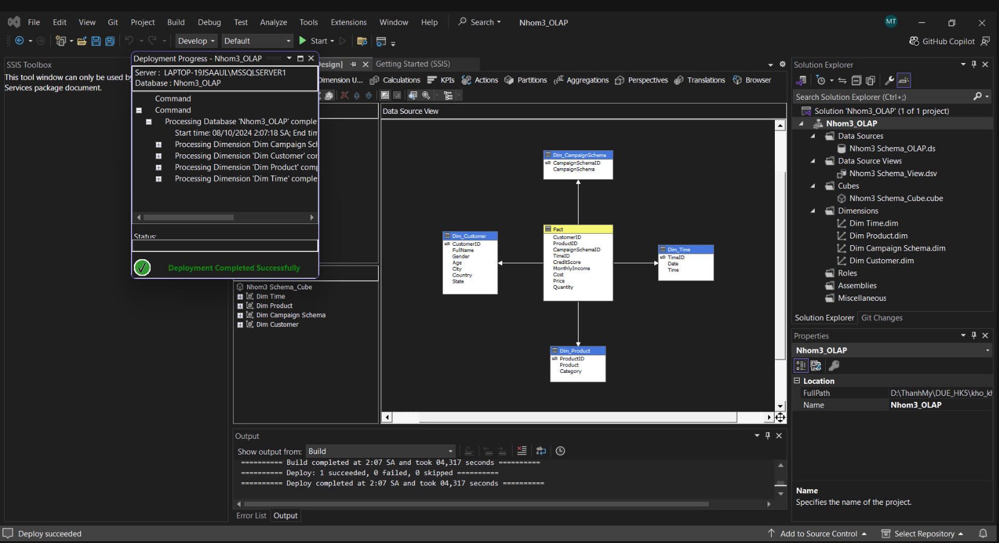 File Edit View Git Project Build Debug Test Analyze Tools Extensions Window Help Search Nhom3_OLAP MT
Develop Default Start GitHub Copilot
SSIS Toolbox
This tool window can only be used by
Services package document.
Deployment Progress - Nhom3_OLAP
Server : LAPTOP-19JSAAUL\MSSQLSERVER1
Database : Nhom3_OLAP
Command
Command
Processing Database 'Nhom3_OLAP' comple
Start time: 08/10/2024 2:07:18 SA; End tim
Processing Dimension 'Dim Campaign Sch
Processing Dimension 'Dim Customer' com
Processing Dimension 'Dim Product' comp
Processing Dimension 'Dim Time' comple
Status:
Deployment Completed Successfully
Design] Getting Started (SSIS)
Dimension U... Calculations KPIs Actions Partitions Aggregations Perspectives Translations Browser
Data Source View
Dim_CampaignSchema
CampaignSchemaID
CampaignSchema
Dim_Customer
CustomerID
FullName
Gender
Age
City
Country
State
Fact
CustomerID
ProductID
CampaignSchemaID
TimeID
CreditScore
MonthlyIncome
Cost
Price
Quantity
Dim_Time
TimeID
Date
Time
Dim_Product
ProductID
Product
Category
Nhom3 Schema_Cube
Dim Time
Dim Product
Dim Campaign Schema
Dim Customer
Output
Show output from: Build
========== Build completed at 2:07 SA and took 04,317 seconds ==========
========== Deploy: 1 succeeded, 0 failed, 0 skipped ==========
========== Deploy completed at 2:07 SA and took 04,317 seconds ==========
Error List Output
Solution Explorer
Search Solution Explorer (Ctrl+;)
Solution 'Nhom3_OLAP' (1 of 1 project)
Nhom3_OLAP
Data Sources
Nhom3 Schema_OLAP.ds
Data Source Views
Nhom3 Schema_View.dsv
Cubes
Nhom3 Schema_Cube.cube
Dimensions
Dim Time.dim
Dim Product.dim
Dim Campaign Schema.dim
Dim Customer.dim
Roles
Assemblies
Miscellaneous
Solution Explorer Git Changes
Properties
Nhom3_OLAP
Location
FullPath D:\ThanhMy\DUE_HK5\kho_kh
Name Nhom3_OLAP
Name
Specifies the name of the project.
Deploy succeeded Add to Source Control Select Repository